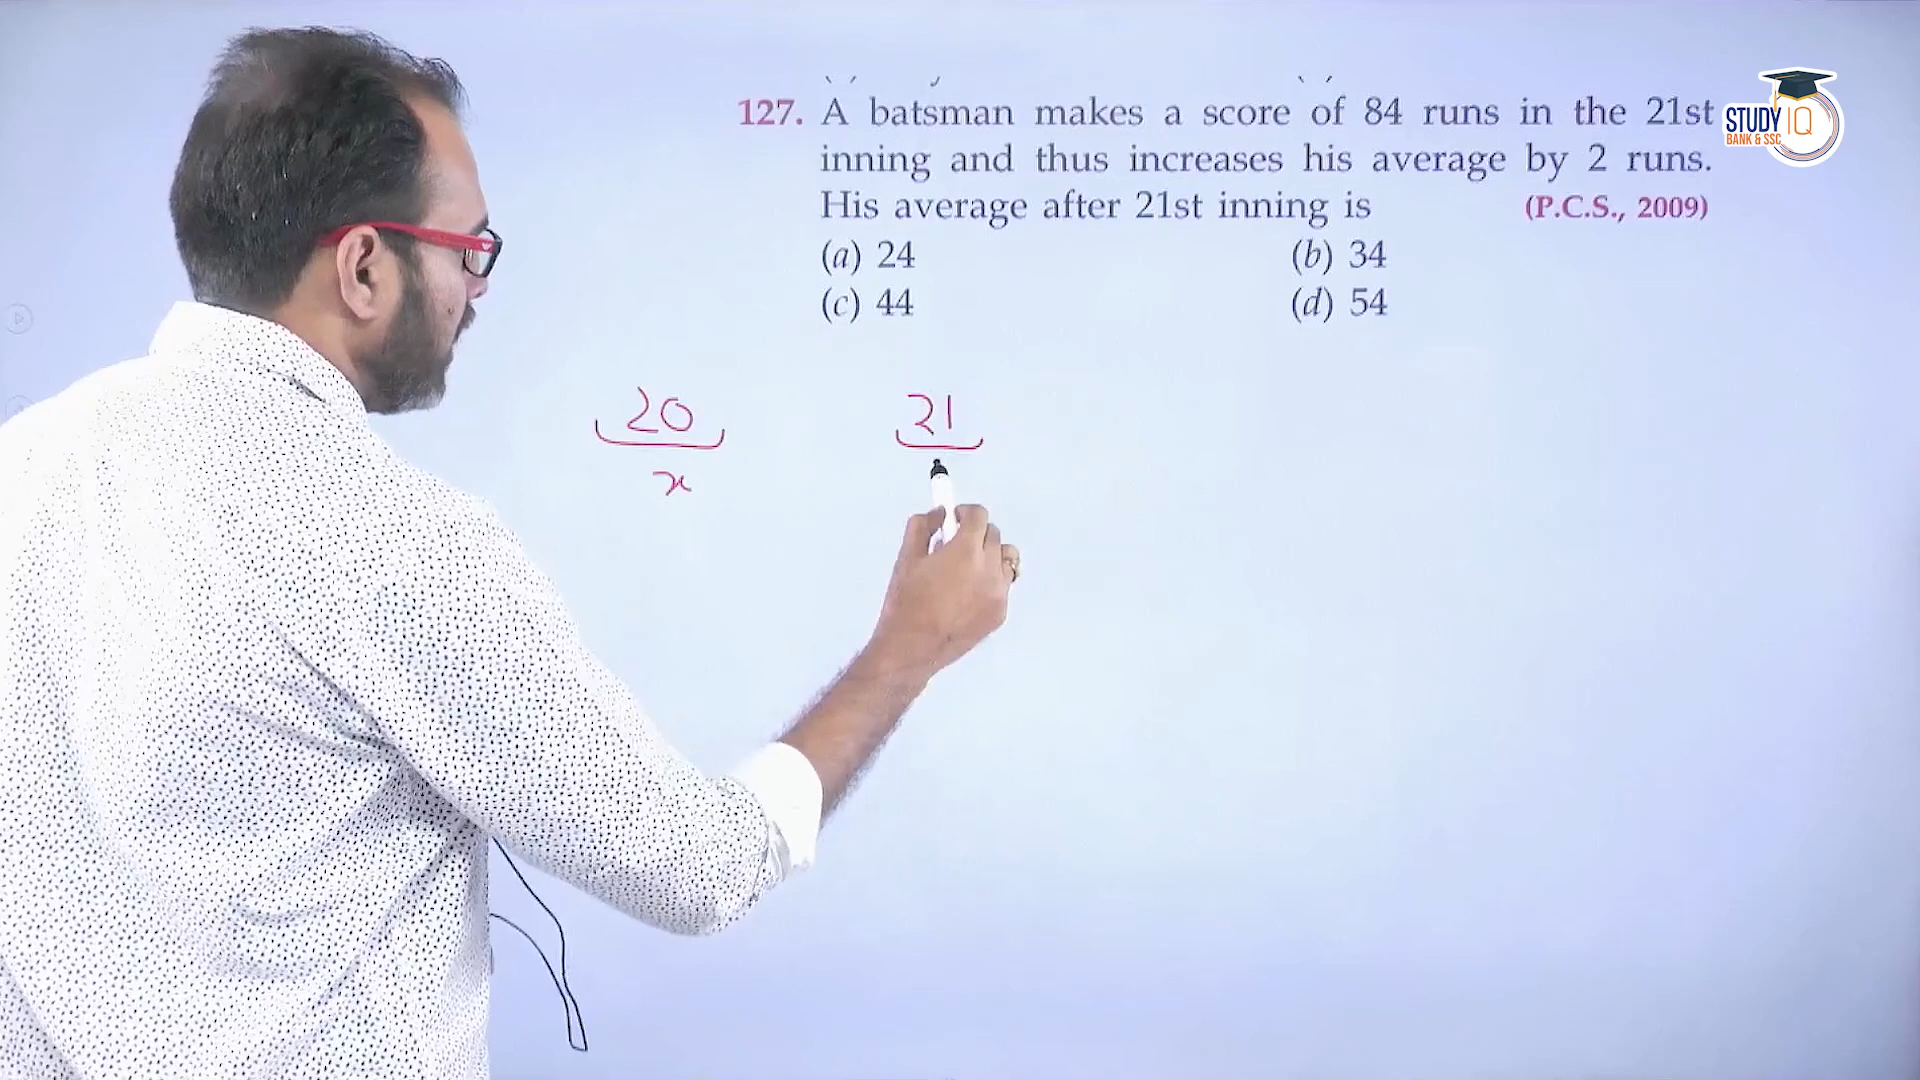 127. A batsman makes a score of 84 runs in the 21st
inning and thus increases his average by 2 runs.
His average after 21st inning is (P.C.S., 2009)
(a) 24 (b) 34
(c) 44 (d) 54
STUDY IQ
BANK & SSC
20 21
x